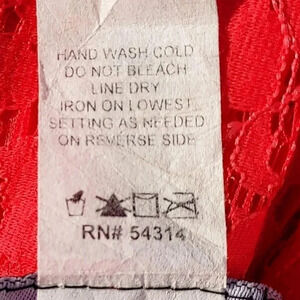 HAND WASH COLD
DO NOT BLEACH
LINE DRY
IRON ON LOWEST
SETTING AS NEEDED
ON REVERSE SIDE
RN# 54314